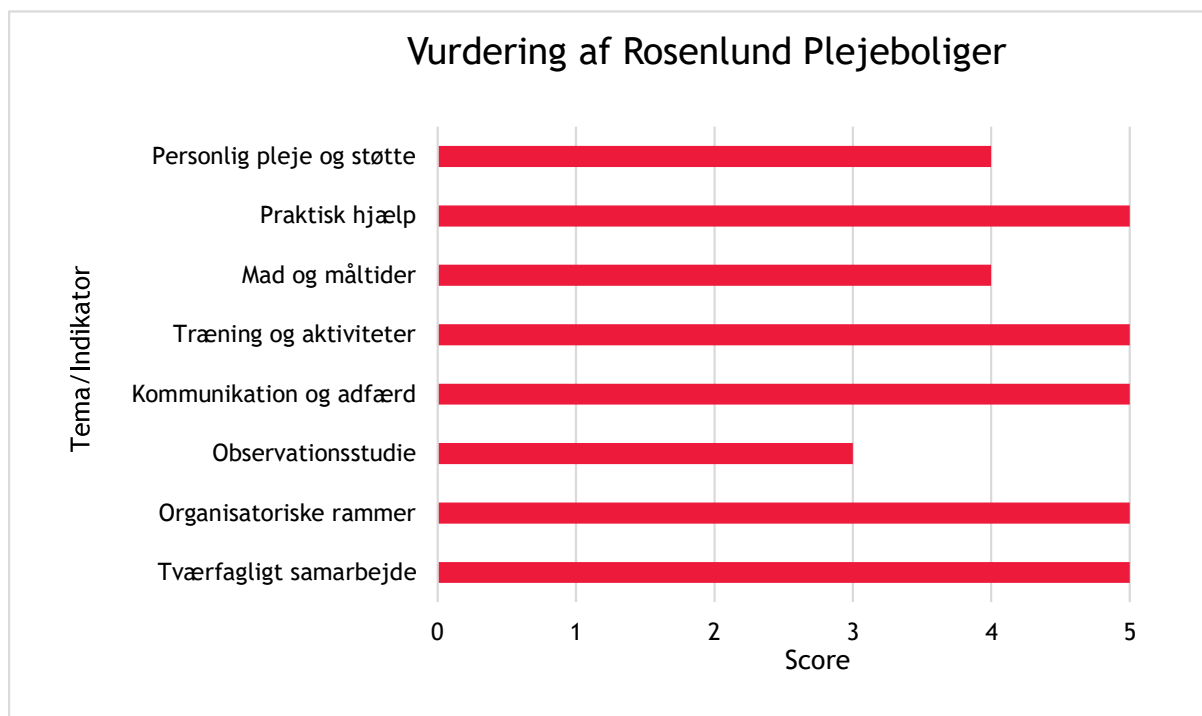 Vurdering af Rosenlund Plejeboliger
Tema/Indikator
Personlig pleje og støtte
Praktisk hjælp
Mad og måltider
Træning og aktiviteter
Kommunikation og adfærd
Observationsstudie
Organisatoriske rammer
Tværfagligt samarbejde
0 1 2 3 4 5
Score